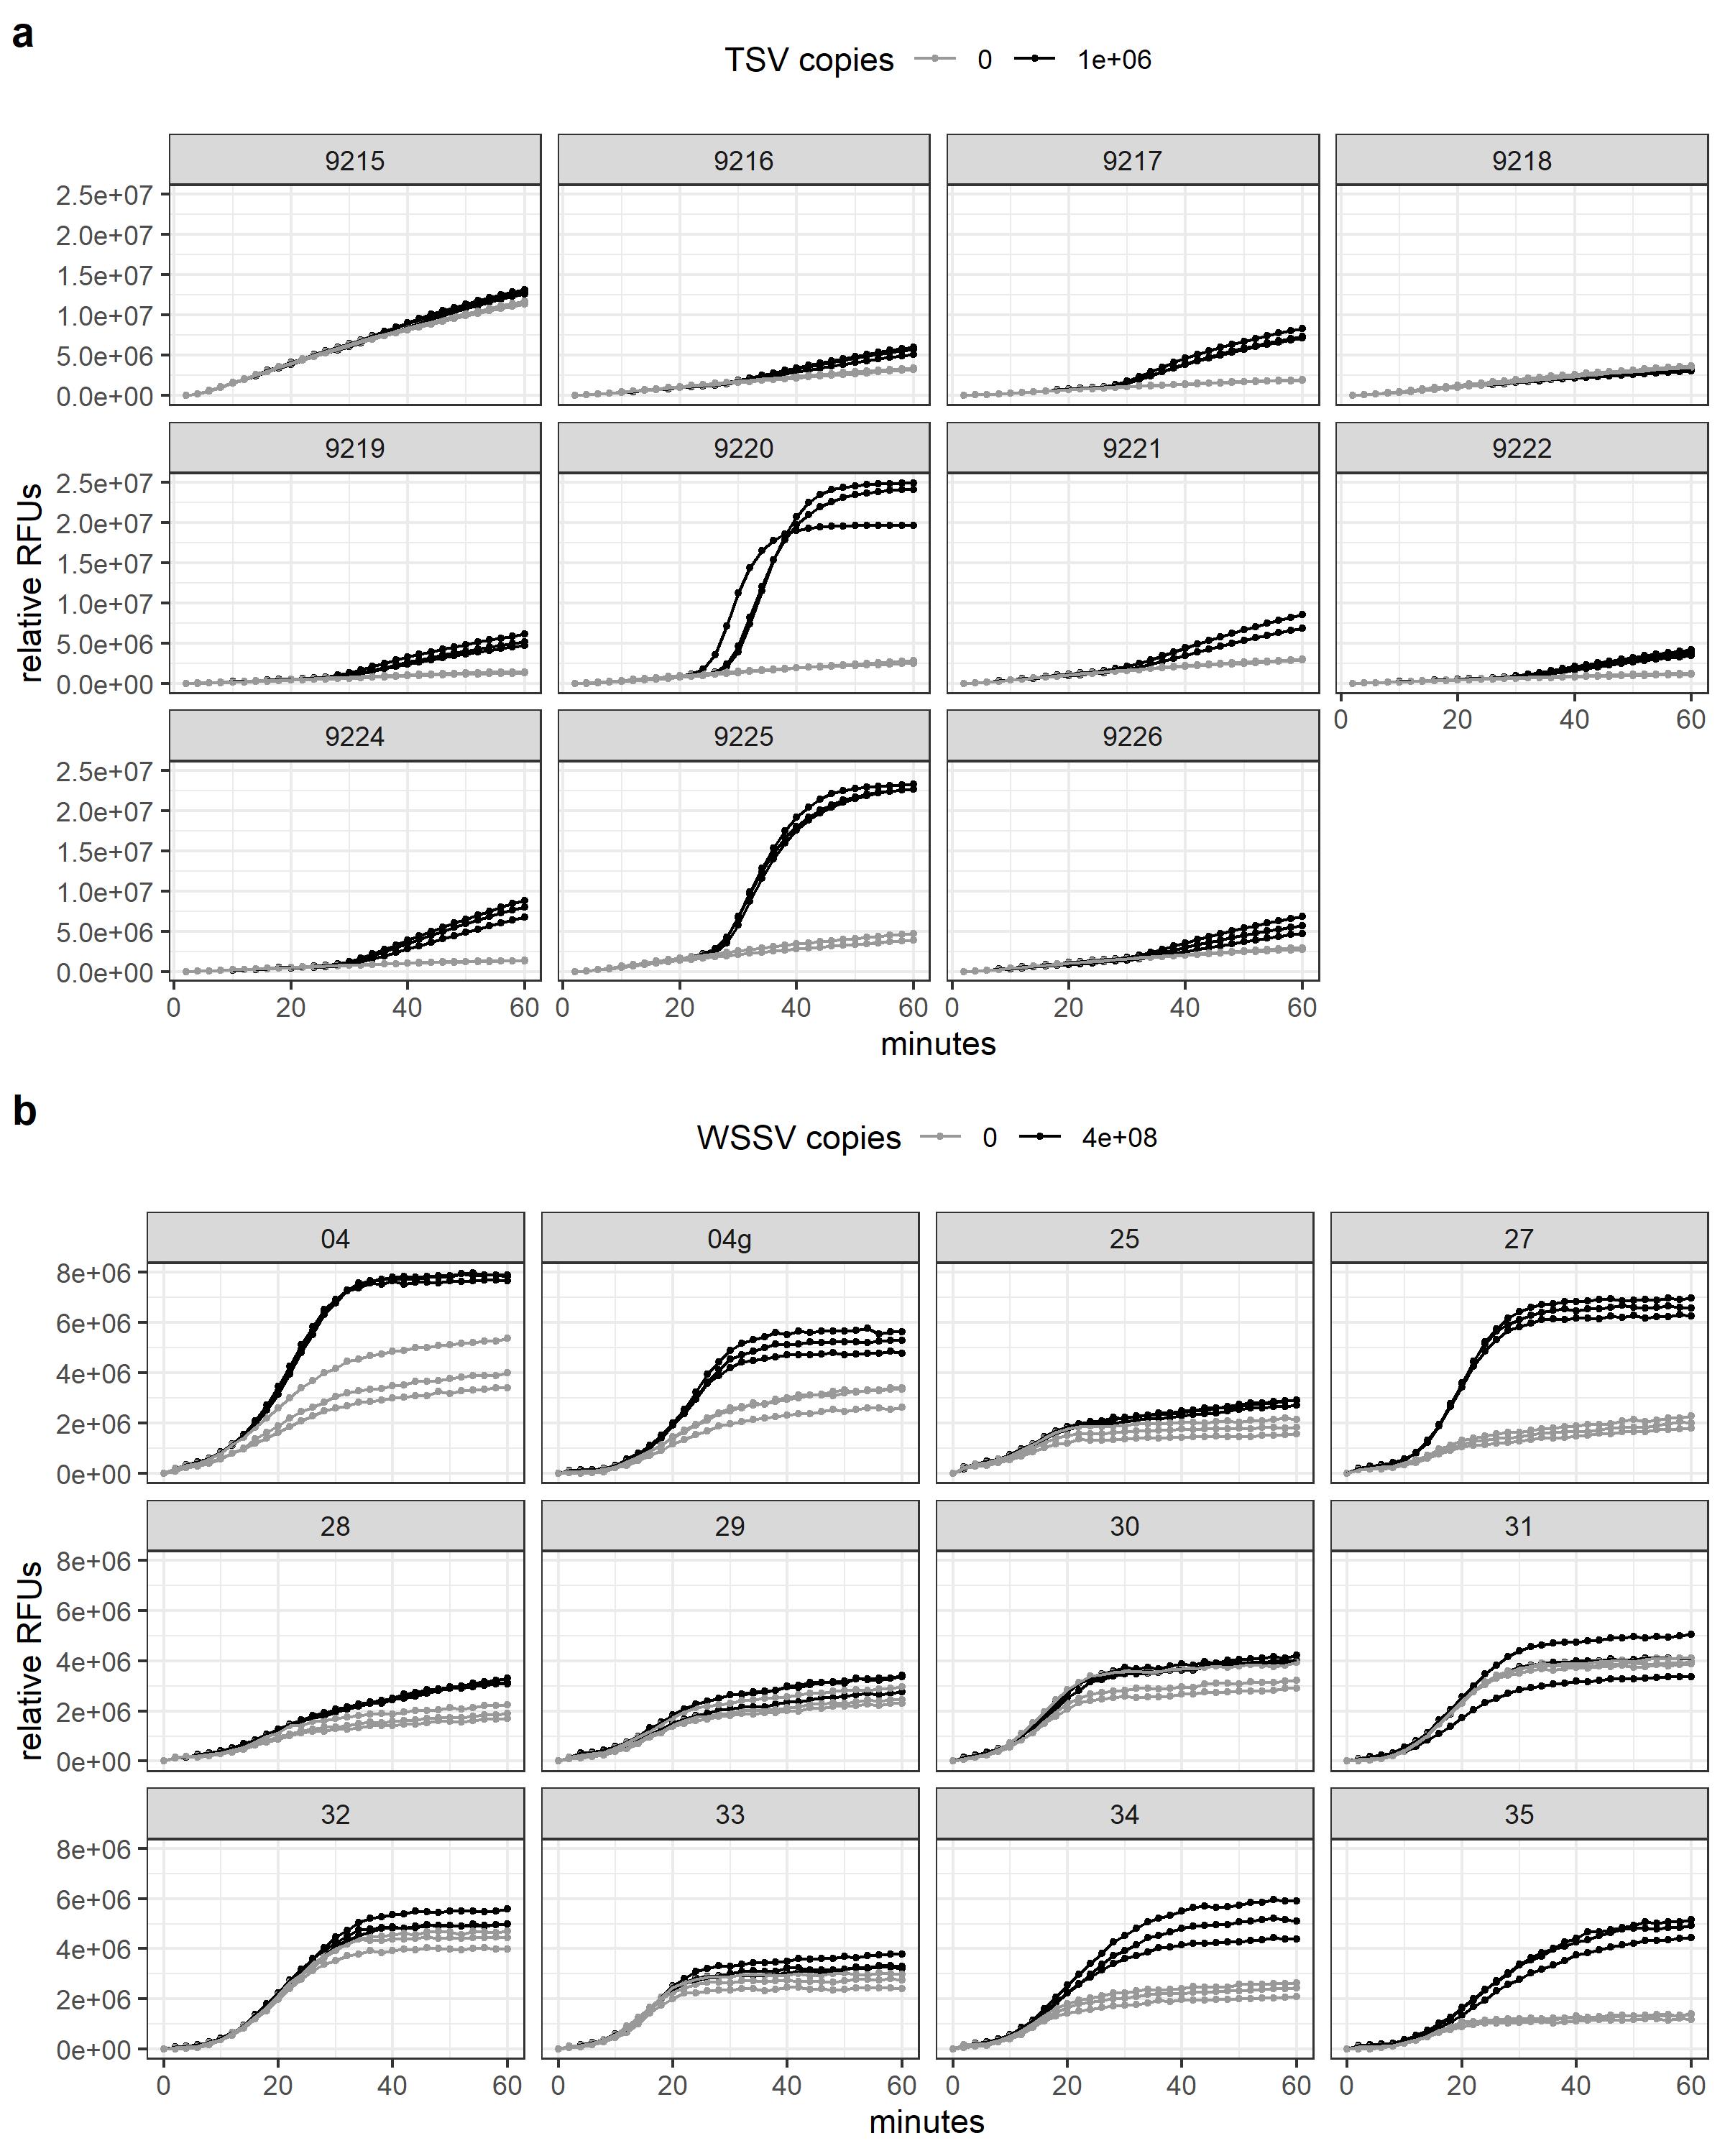 a
TSV copies 0 1e+06
9215 9216 9217 9218
2.5e+07
2.0e+07
1.5e+07
1.0e+07
5.0e+06
0.0e+00
9219 9220 9221 9222
relative RFUs
2.5e+07
2.0e+07
1.5e+07
1.0e+07
5.0e+06
0.0e+00
0 20 40 60
9224 9225 9226
2.5e+07
2.0e+07
1.5e+07
1.0e+07
5.0e+06
0.0e+00
0 20 40 60 0 20 40 60 0 20 40 60
minutes
b
WSSV copies 0 4e+08
04 04g 25 27
8e+06
6e+06
4e+06
2e+06
0e+00
28 29 30 31
relative RFUs
8e+06
6e+06
4e+06
2e+06
0e+00
32 33 34 35
8e+06
6e+06
4e+06
2e+06
0e+00
0 20 40 60 0 20 40 60 0 20 40 60 0 20 40 60
minutes